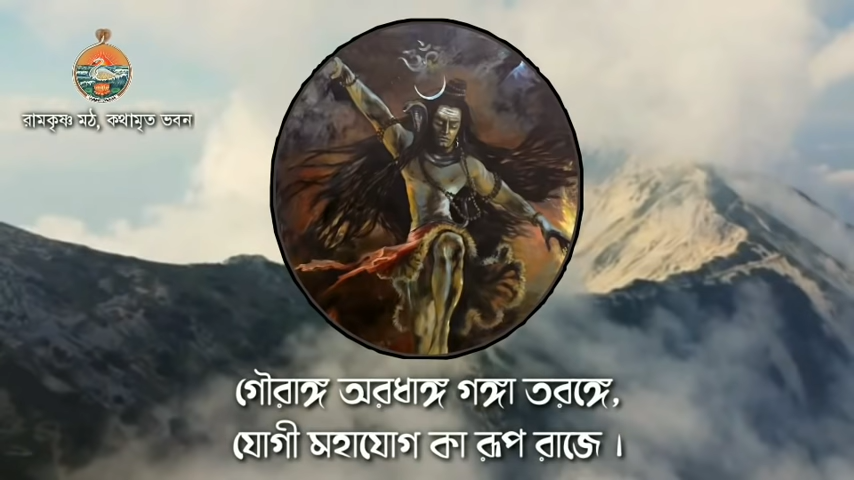 রামকৃষ্ণ মঠ, কথামৃত ভবন
গৌরাঙ্গ অরধাঙ্গ গঙ্গা তরঙ্গে,
যোগী মহাযোগ কা রূপ রাজে ।